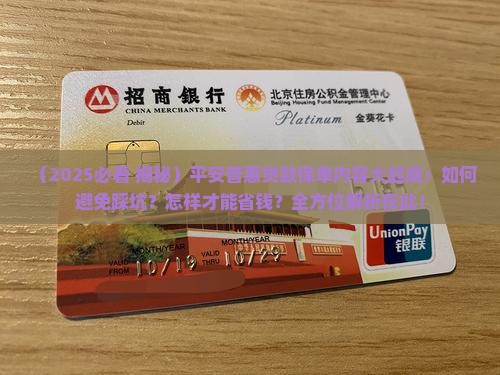 招商银行
CHINA MERCHANTS BANK
Debit
北京住房公积金管理中心
Beijing Housing Fund Management Center
Platinum 金葵花卡
（2025必看 揭秘）平安普惠贷款保单内容大起底，如何
避免踩坑？怎样才能省钱？全方位解析在此！
MONTH/YEAR MONTH/YEAR
VALID FROM 10/19 VALID THRU 10/29
UnionPay
银联